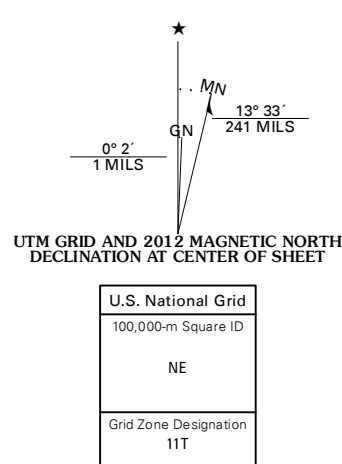 MN
GN
13° 33´
241 MILS
0° 2´
1 MILS
UTM GRID AND 2012 MAGNETIC NORTH
DECLINATION AT CENTER OF SHEET
U.S. National Grid
100,000-m Square ID
NE
Grid Zone Designation
11T